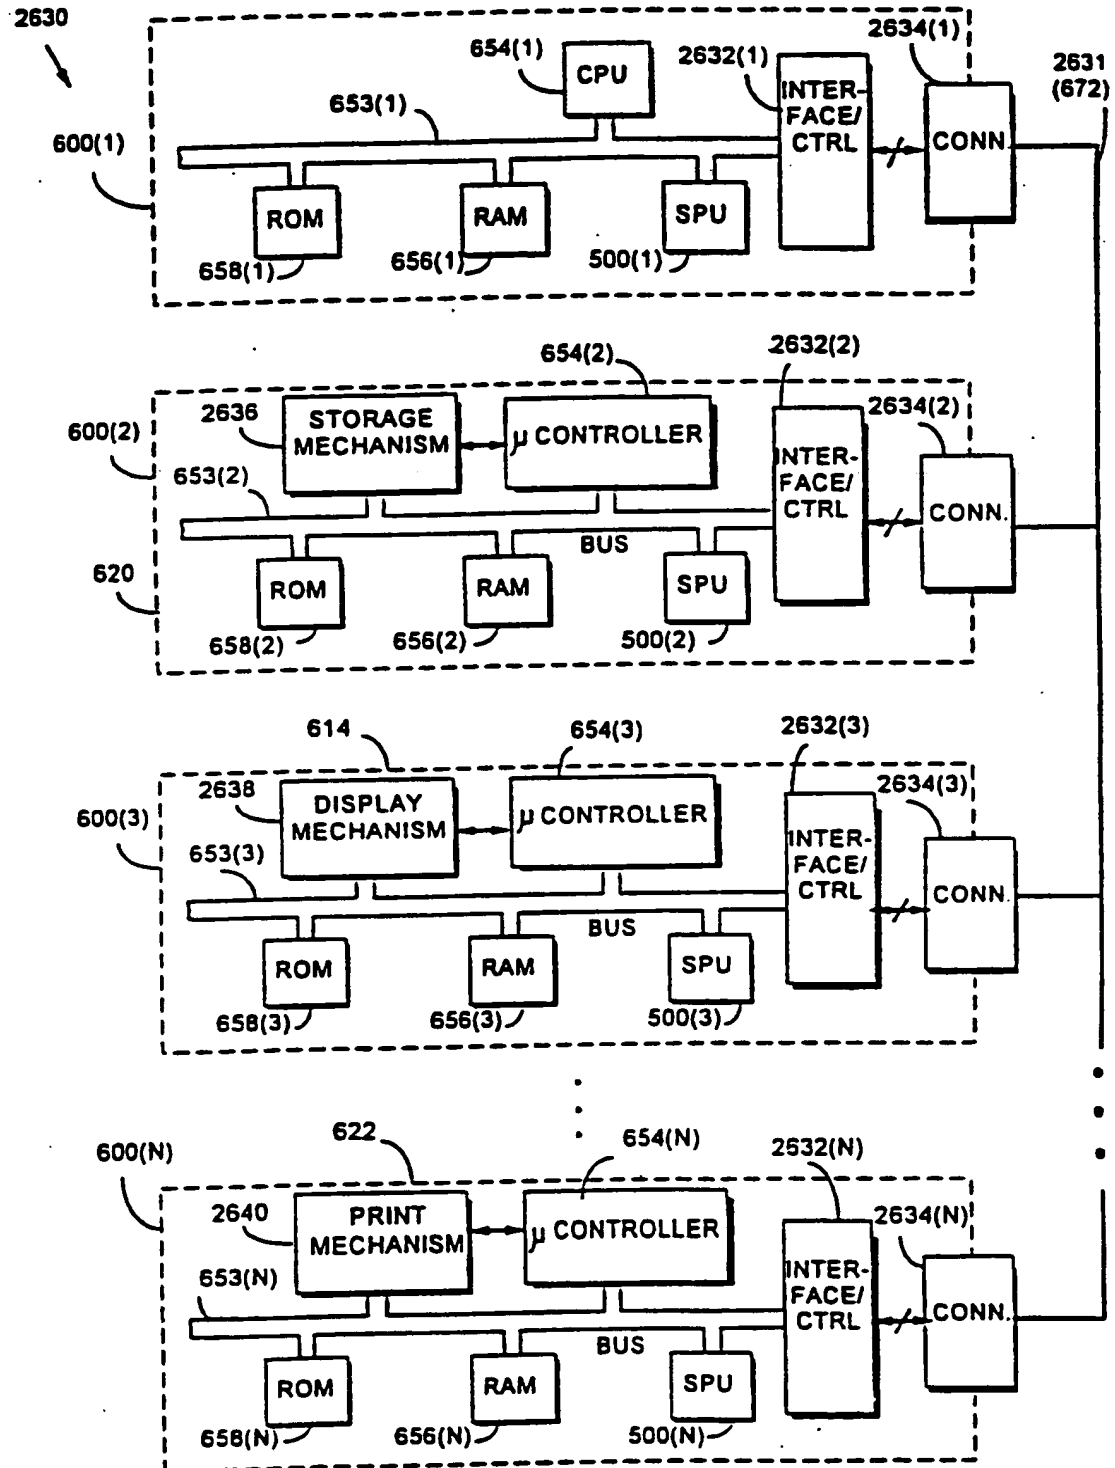 2630
654(1)
2632(1)
2634(1)
2631
(672)
CPU
INTER-
FACE/
CTRL
CONN.
653(1)
600(1)
ROM
RAM
SPU
658(1)
656(1)
500(1)
654(2)
2632(2)
2634(2)
600(2)
2636
STORAGE
MECHANISM
µ CONTROLLER
INTER-
FACE/
CTRL
CONN.
653(2)
BUS
620
ROM
RAM
SPU
658(2)
656(2)
500(2)
614
654(3)
2632(3)
2634(3)
600(3)
2638
DISPLAY
MECHANISM
µ CONTROLLER
INTER-
FACE/
CTRL
CONN.
653(3)
BUS
ROM
RAM
SPU
658(3)
656(3)
500(3)
600(N)
622
654(N)
2632(N)
2634(N)
2640
PRINT
MECHANISM
µ CONTROLLER
INTER-
FACE/
CTRL
CONN.
653(N)
BUS
ROM
RAM
SPU
658(N)
656(N)
500(N)